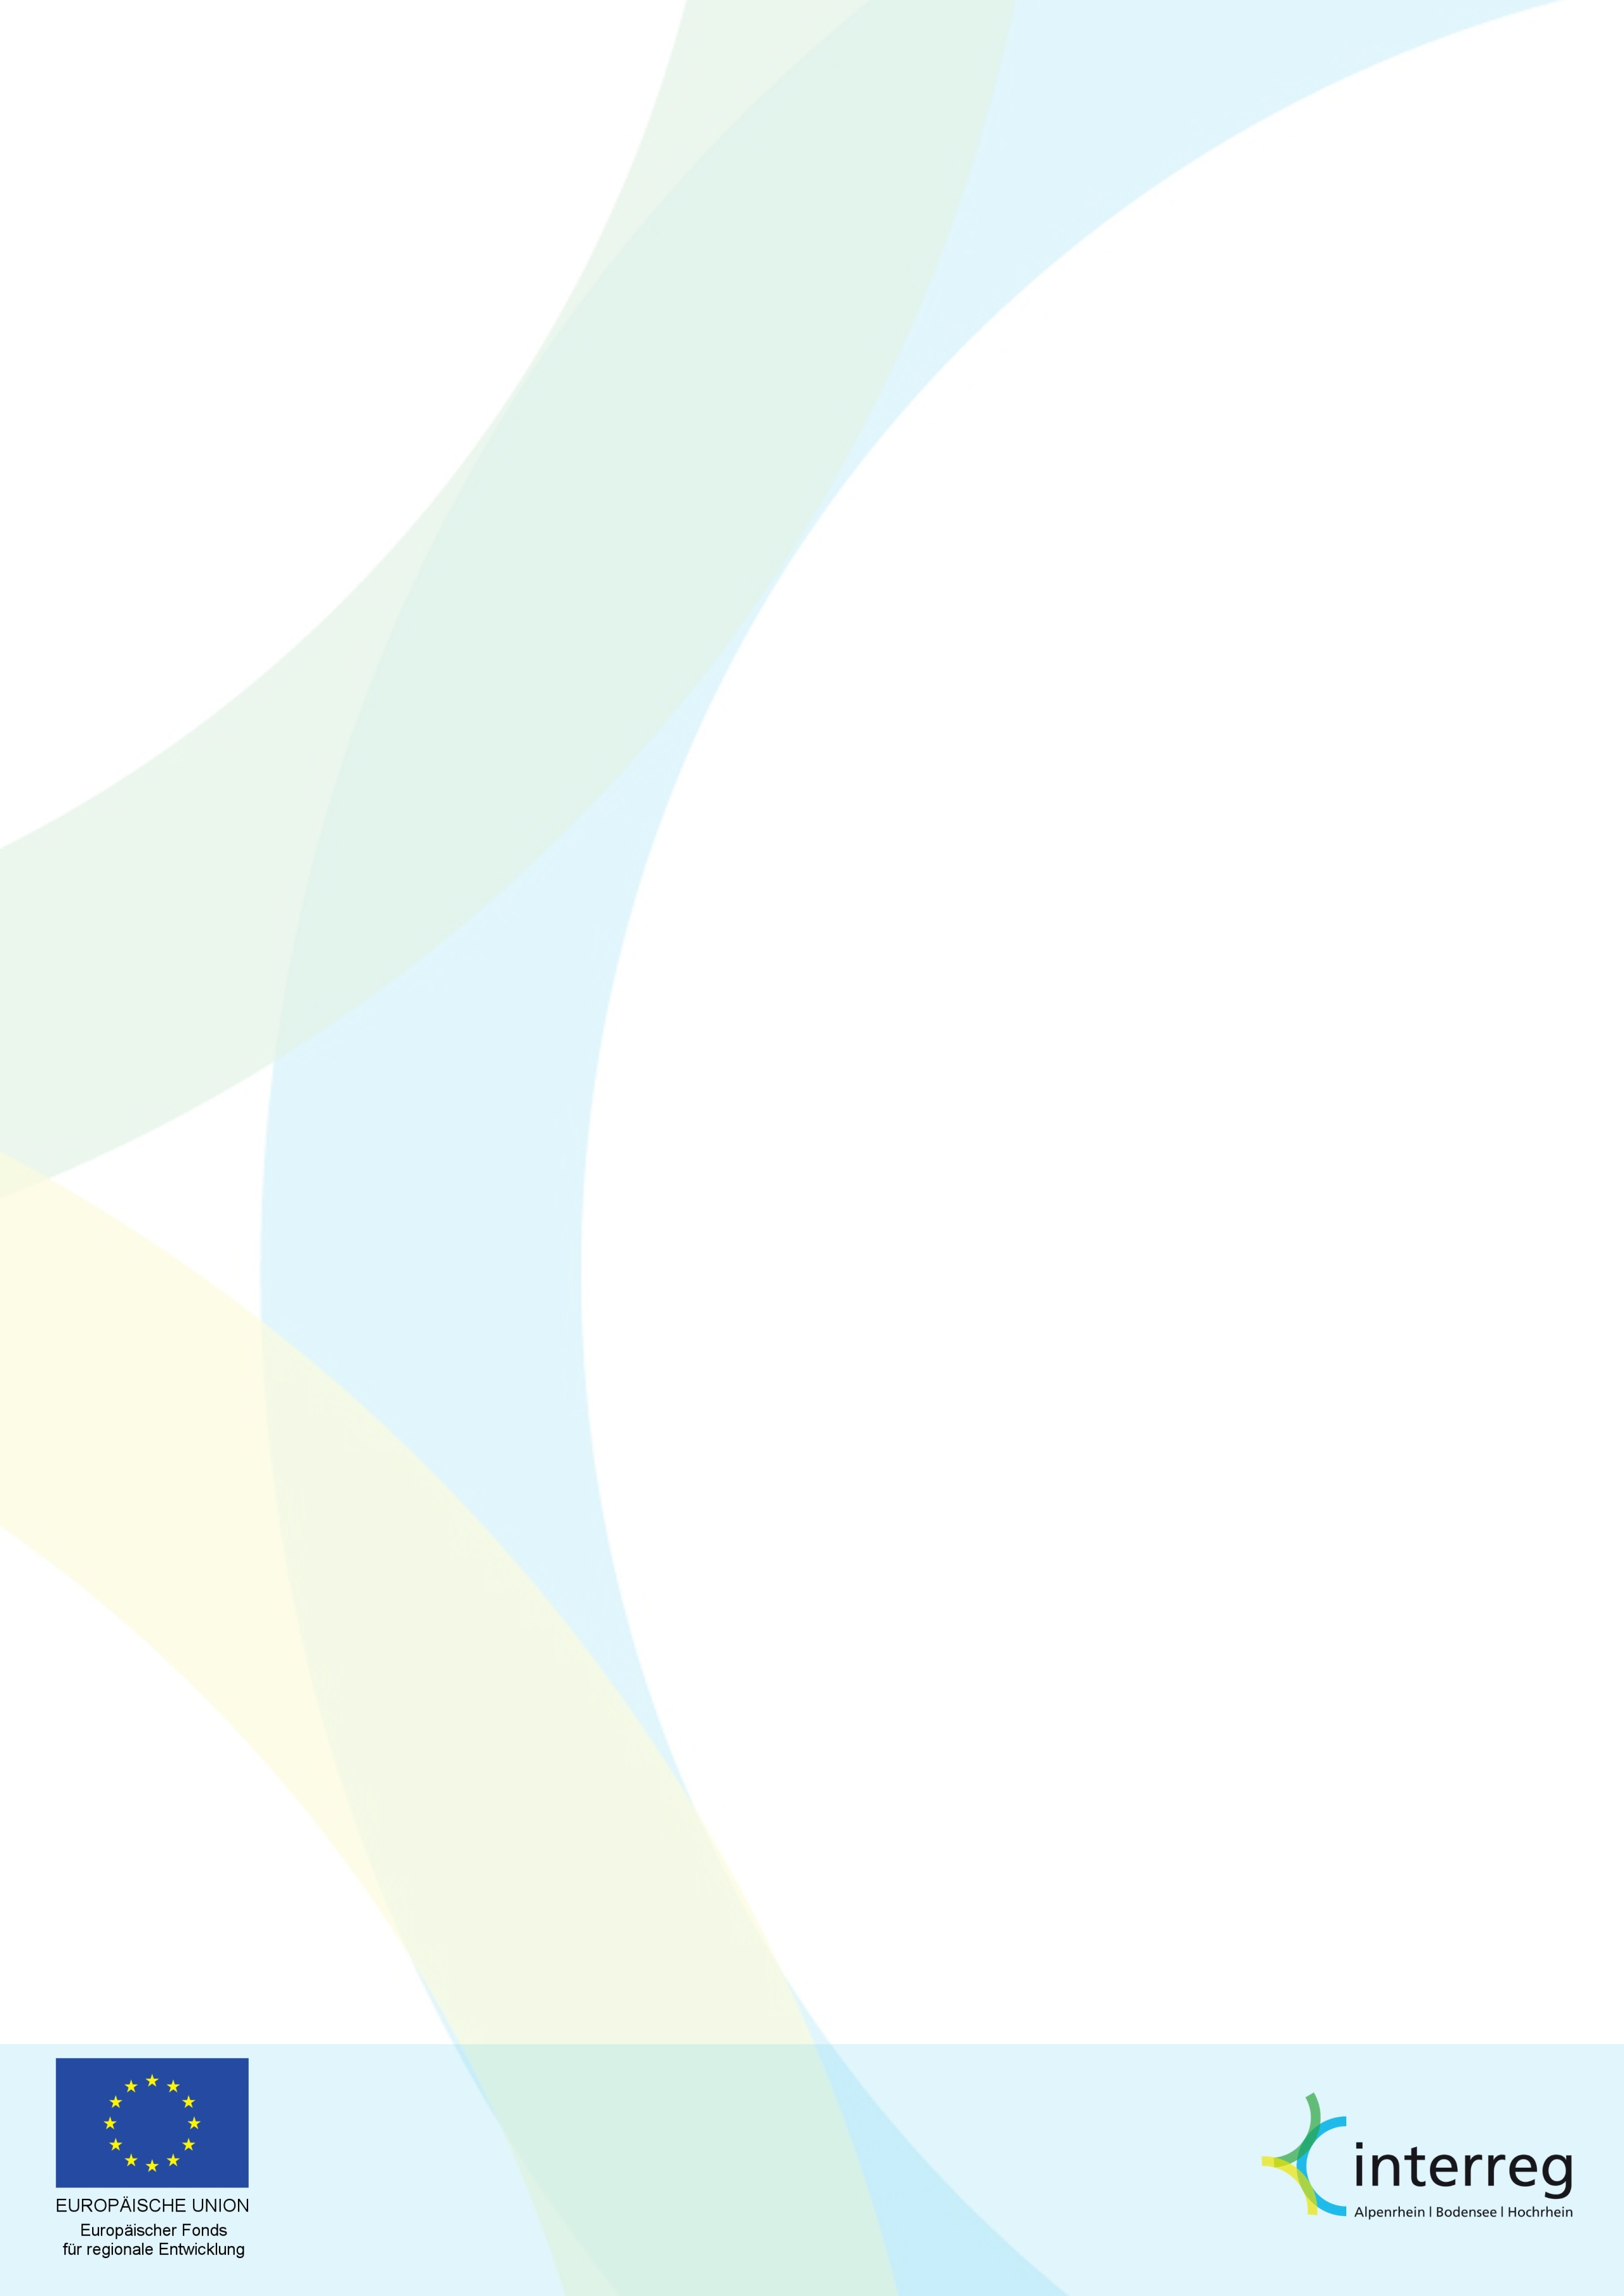 EUROPÄISCHE UNION
Europäischer Fonds
für regionale Entwicklung
interreg
Alpenrhein | Bodensee | Hochrhein